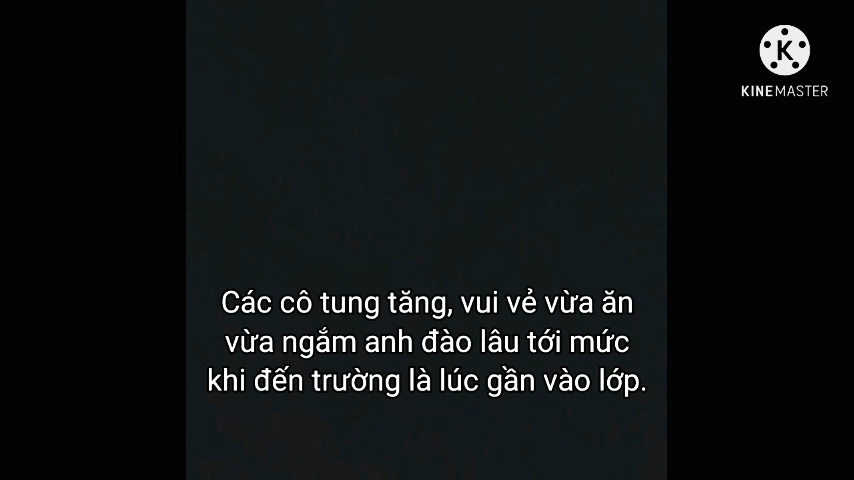 K
KINEMASTER
Các cô tung tăng, vui vẻ vừa ăn
vừa ngắm anh đào lâu tới mức
khi đến trường là lúc gần vào lớp.